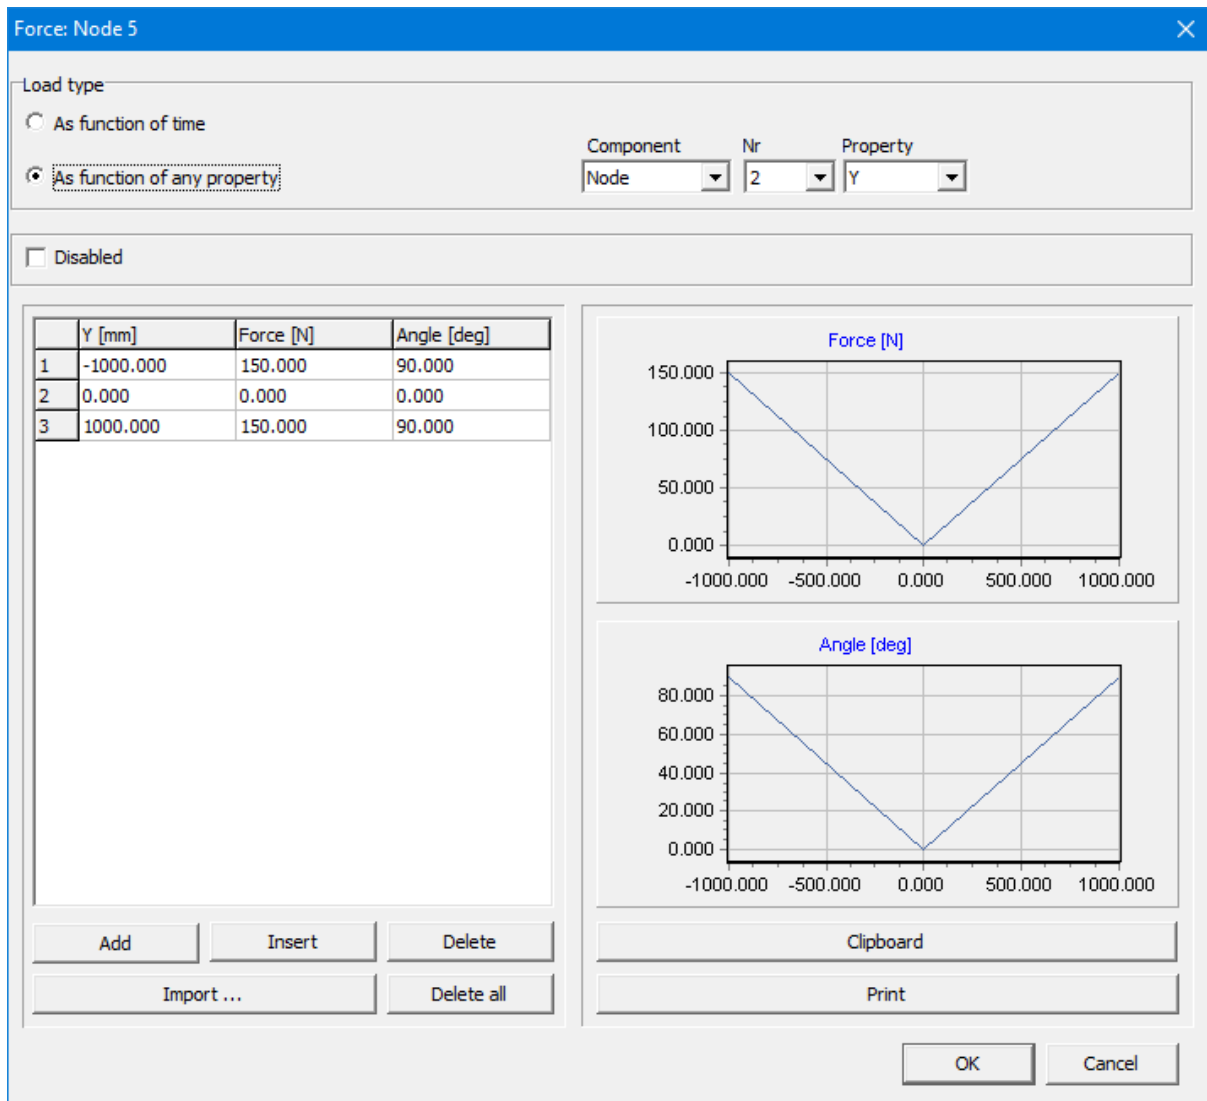 Force: Node 5
Load type
As function of time
Component Nr Property
As function of any property Node 2 Y
Disabled
Y [mm] Force [N] Angle [deg]
1 -1000.000 150.000 90.000
2 0.000 0.000 0.000
3 1000.000 150.000 90.000
Force [N]
150.000
100.000
50.000
0.000
-1000.000 -500.000 0.000 500.000 1000.000
Angle [deg]
80.000
60.000
40.000
20.000
0.000
-1000.000 -500.000 0.000 500.000 1000.000
Add Insert Delete Clipboard
Import ... Delete all Print
OK Cancel